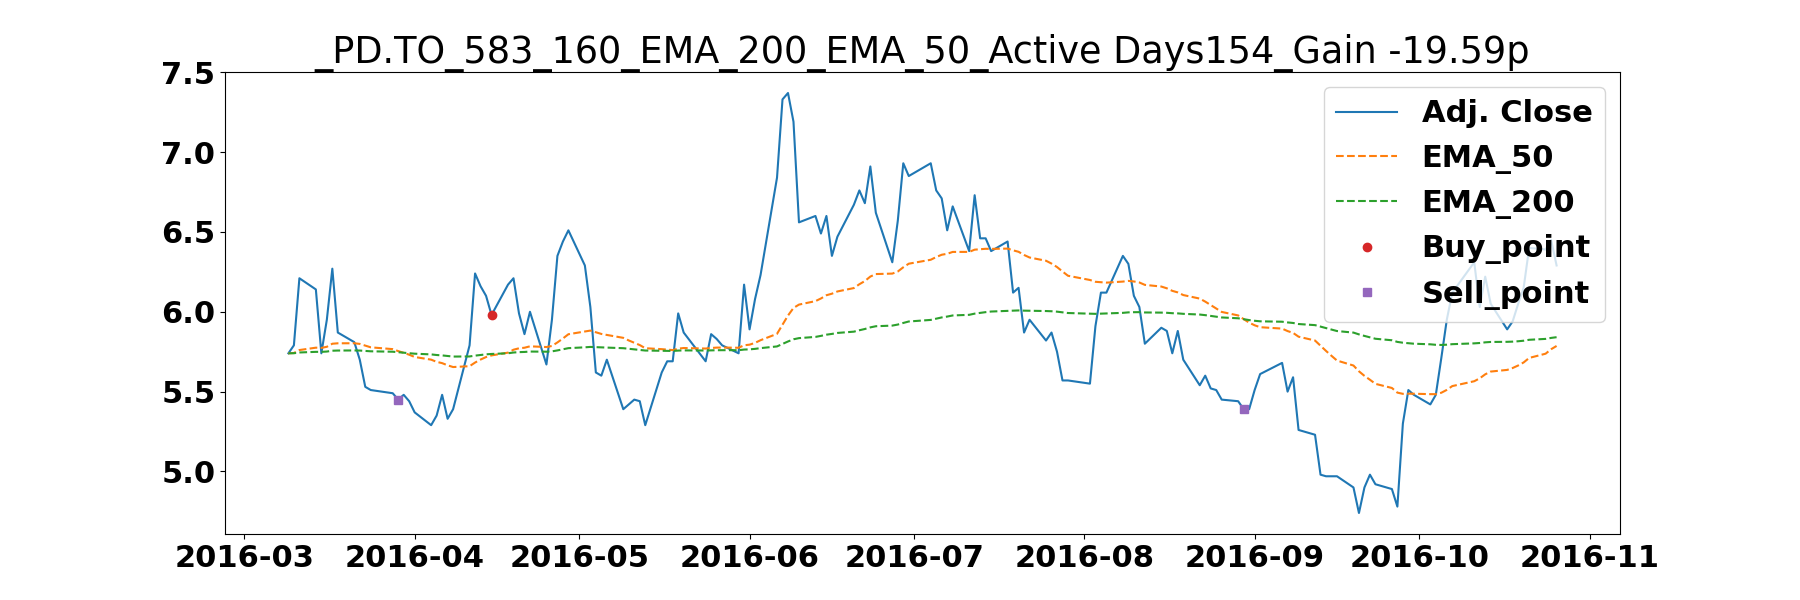 _PD.TO_583_160_EMA_200_EMA_50_Active Days154_Gain -19.59p
7.5
7.0
6.5
6.0
5.5
5.0
Adj. Close
EMA_50
EMA_200
Buy_point
Sell_point
2016-03 2016-04 2016-05 2016-06 2016-07 2016-08 2016-09 2016-10 2016-11